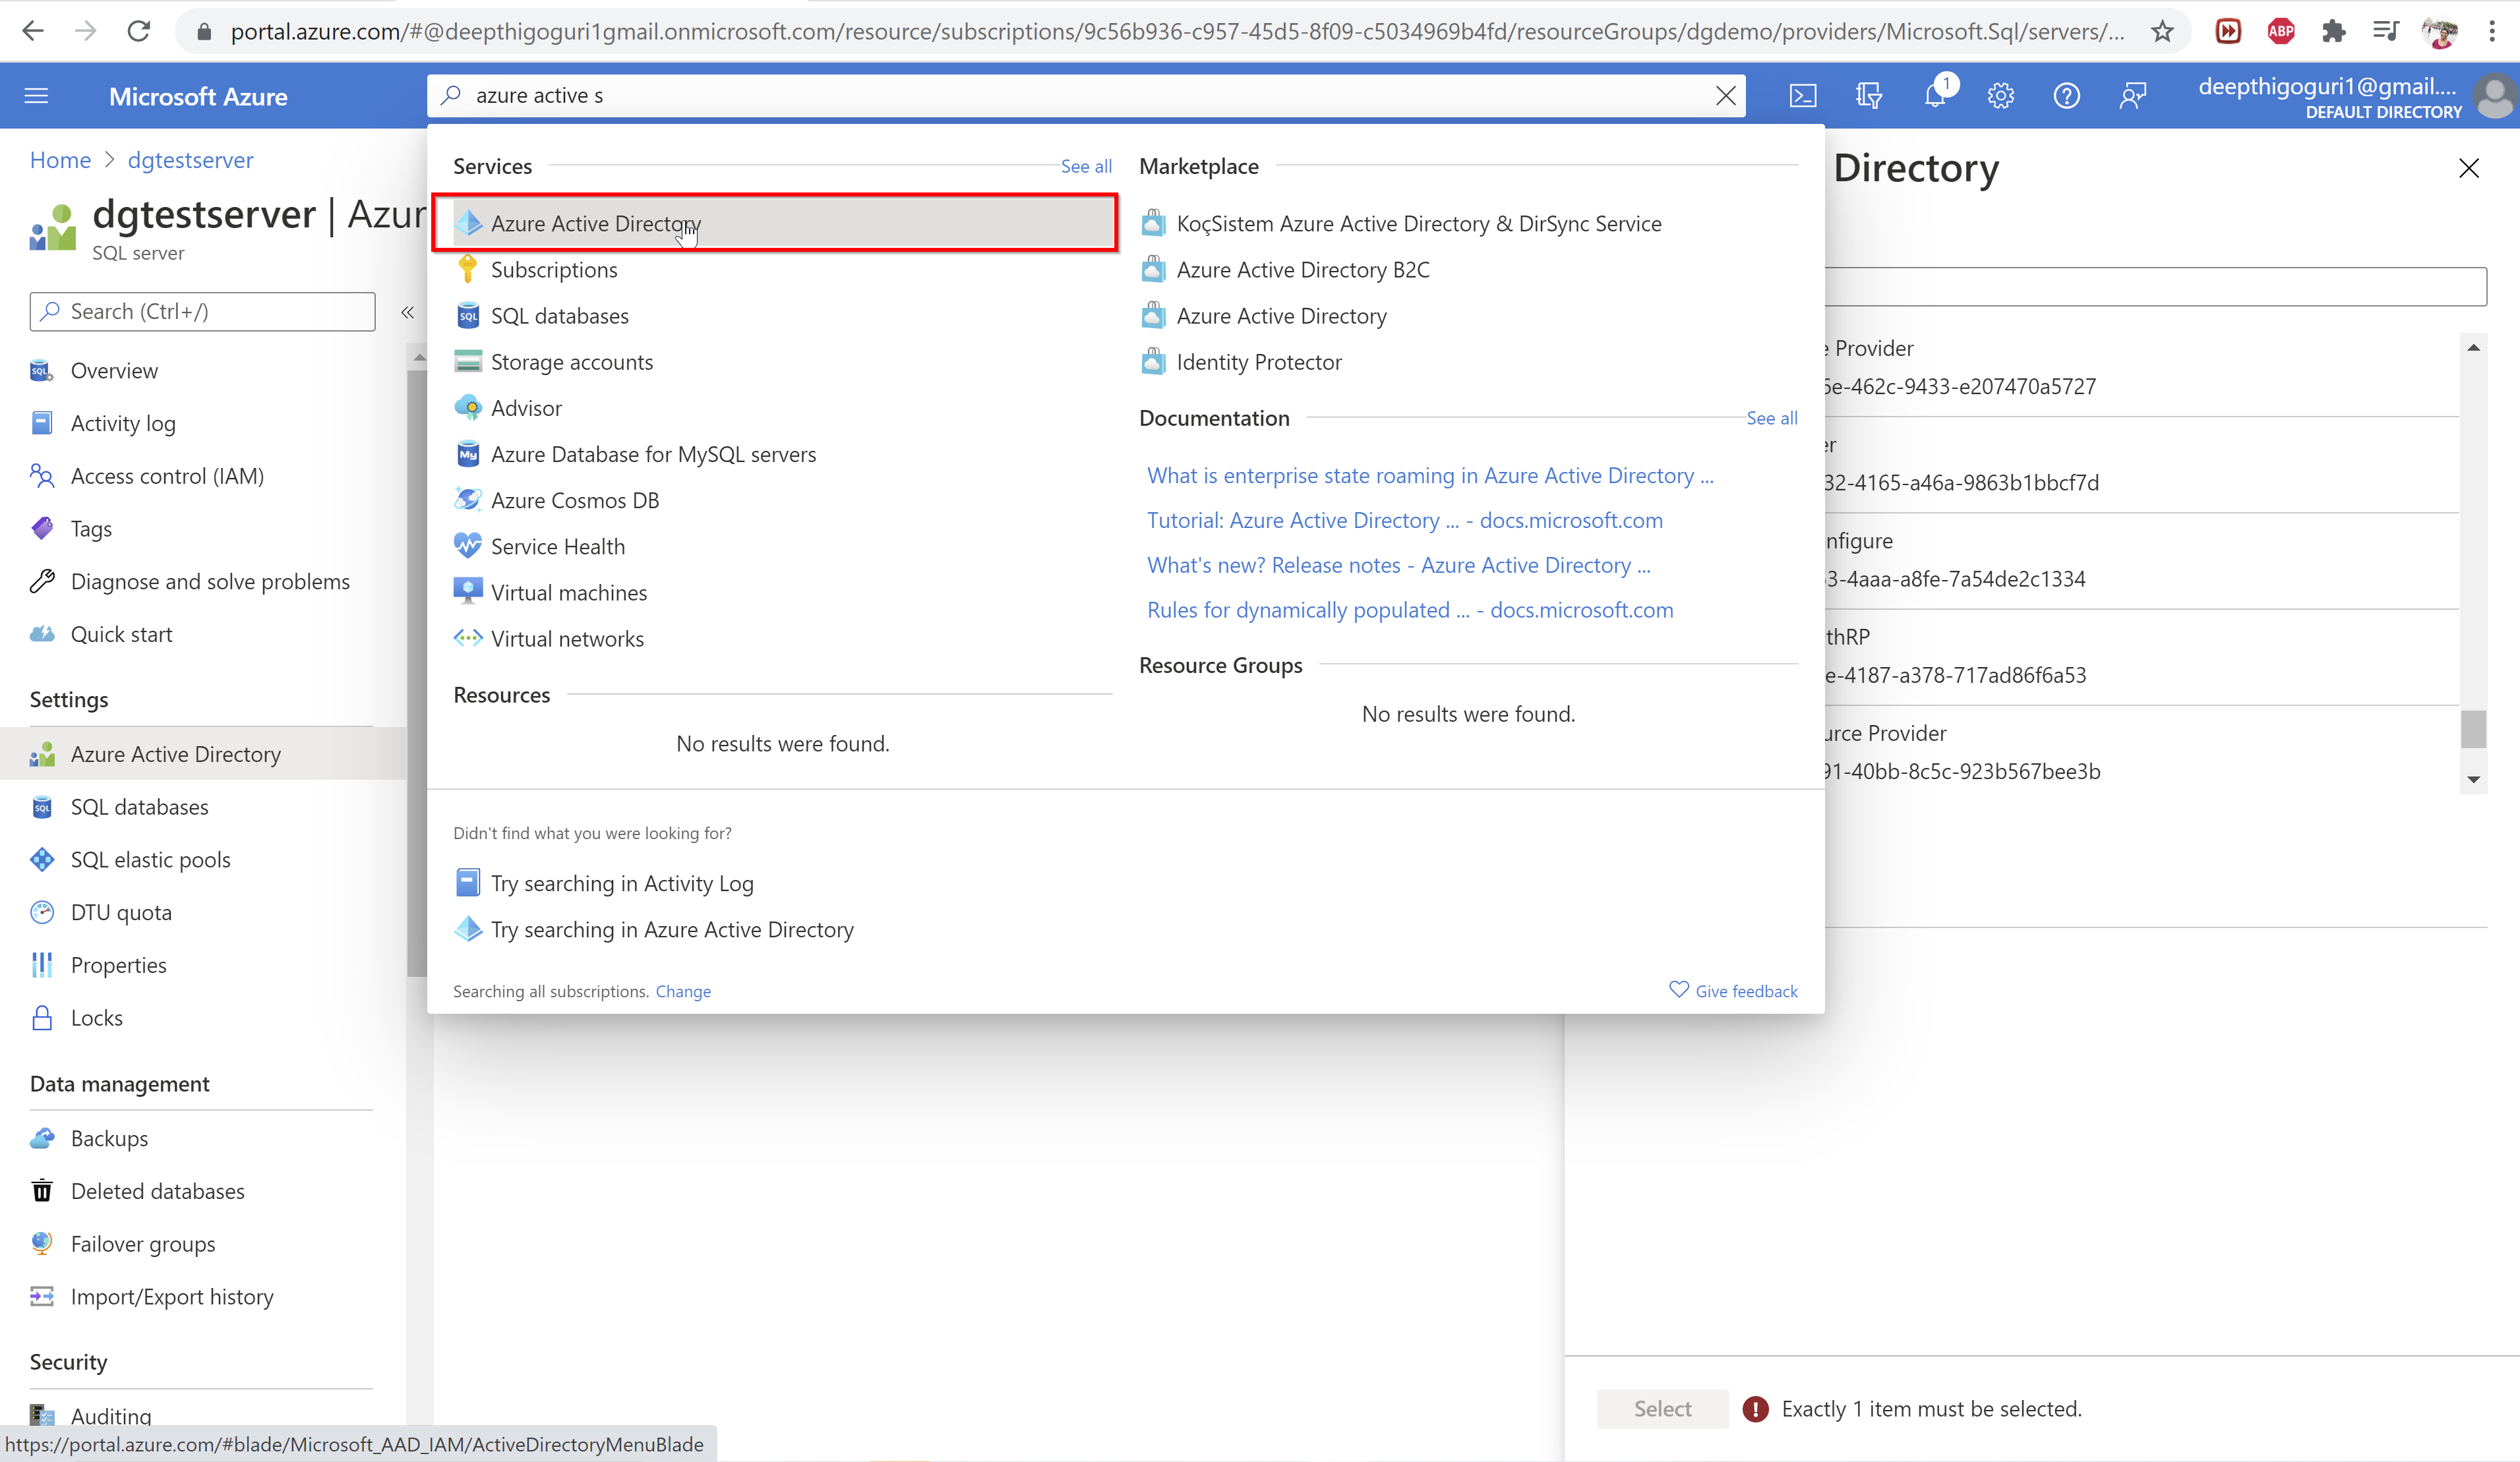 portal.azure.com/#@deepthigoguri1gmail.onmicrosoft.com/resource/subscriptions/9c56b936-c957-45d5-8f09-c5034969b4fd/resourceGroups/dgdemo/providers/Microsoft.Sql/servers/...
ABP
Microsoft Azure
azure active s
1
deepthigoguri1@gmail....
DEFAULT DIRECTORY
Home > dgtestserver
dgtestserver | Azur
SQL server
Search (Ctrl+/)
«
Overview
Activity log
Access control (IAM)
Tags
Diagnose and solve problems
Quick start
Settings
Azure Active Directory
SQL databases
SQL elastic pools
DTU quota
Properties
Locks
Data management
Backups
Deleted databases
Failover groups
Import/Export history
Security
Auditing
https://portal.azure.com/#blade/Microsoft_AAD_IAM/ActiveDirectoryMenuBlade
Services
See all
Azure Active Directory
Subscriptions
SQL databases
Storage accounts
Advisor
Azure Database for MySQL servers
Azure Cosmos DB
Service Health
Virtual machines
Virtual networks
Resources
No results were found.
Marketplace
KoçSistem Azure Active Directory & DirSync Service
Azure Active Directory B2C
Azure Active Directory
Identity Protector
Documentation
See all
What is enterprise state roaming in Azure Active Directory ...
Tutorial: Azure Active Directory ... - docs.microsoft.com
What's new? Release notes - Azure Active Directory ...
Rules for dynamically populated ... - docs.microsoft.com
Resource Groups
No results were found.
Didn't find what you were looking for?
Try searching in Activity Log
Try searching in Azure Active Directory
Searching all subscriptions. Change
Give feedback
Directory
e Provider
6e-462c-9433-e207470a5727
er
32-4165-a46a-9863b1bbcf7d
nfigure
3-4aaa-a8fe-7a54de2c1334
thRP
e-4187-a378-717ad86f6a53
urce Provider
91-40bb-8c5c-923b567bee3b
Select
Exactly 1 item must be selected.